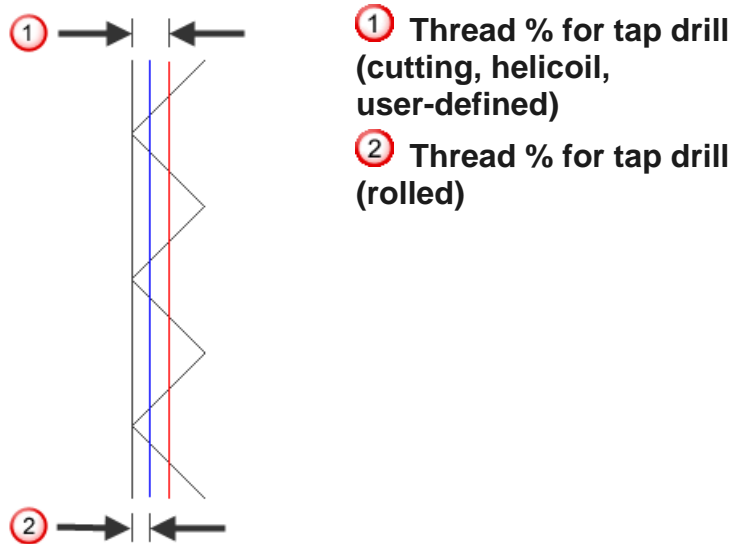 1
1 Thread % for tap drill
(cutting, helicoil,
user-defined)
2 Thread % for tap drill
(rolled)
2